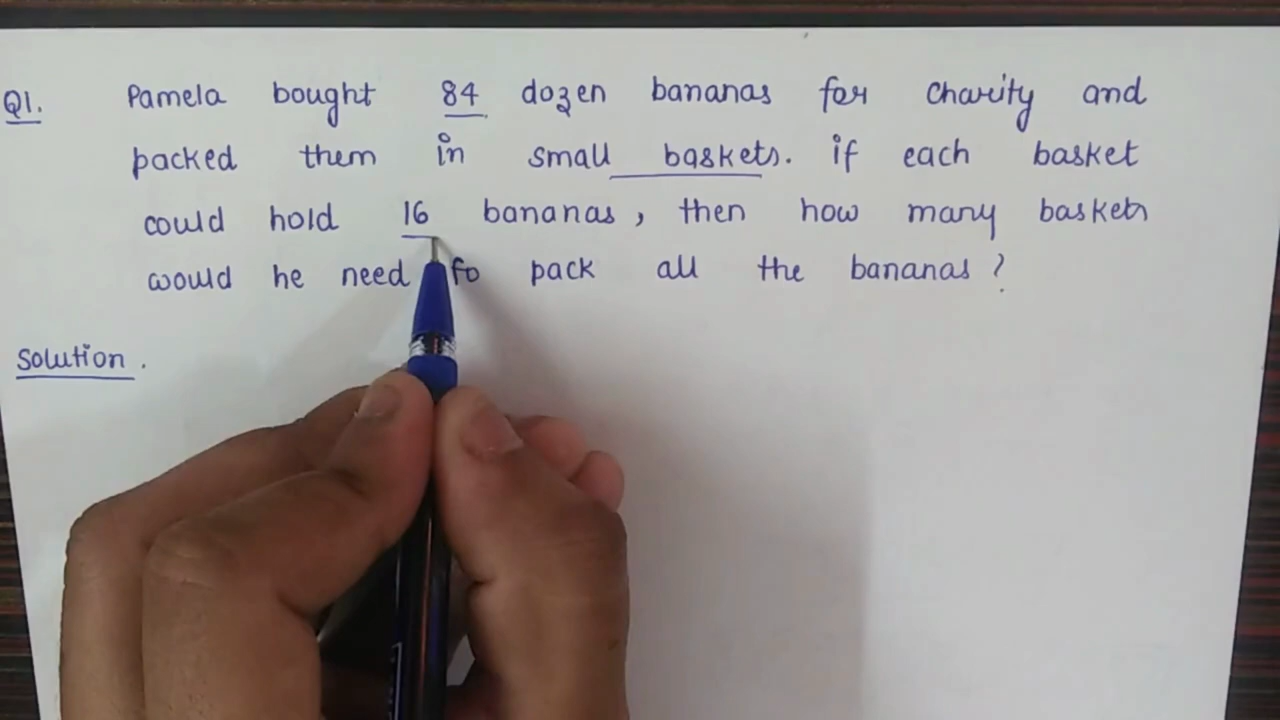 Q1. Pamela bought 84 dozen bananas for charity and
packed them in small baskets. if each basket
could hold 16 bananas, then how many baskets
would he need to pack all the bananas?
Solution.